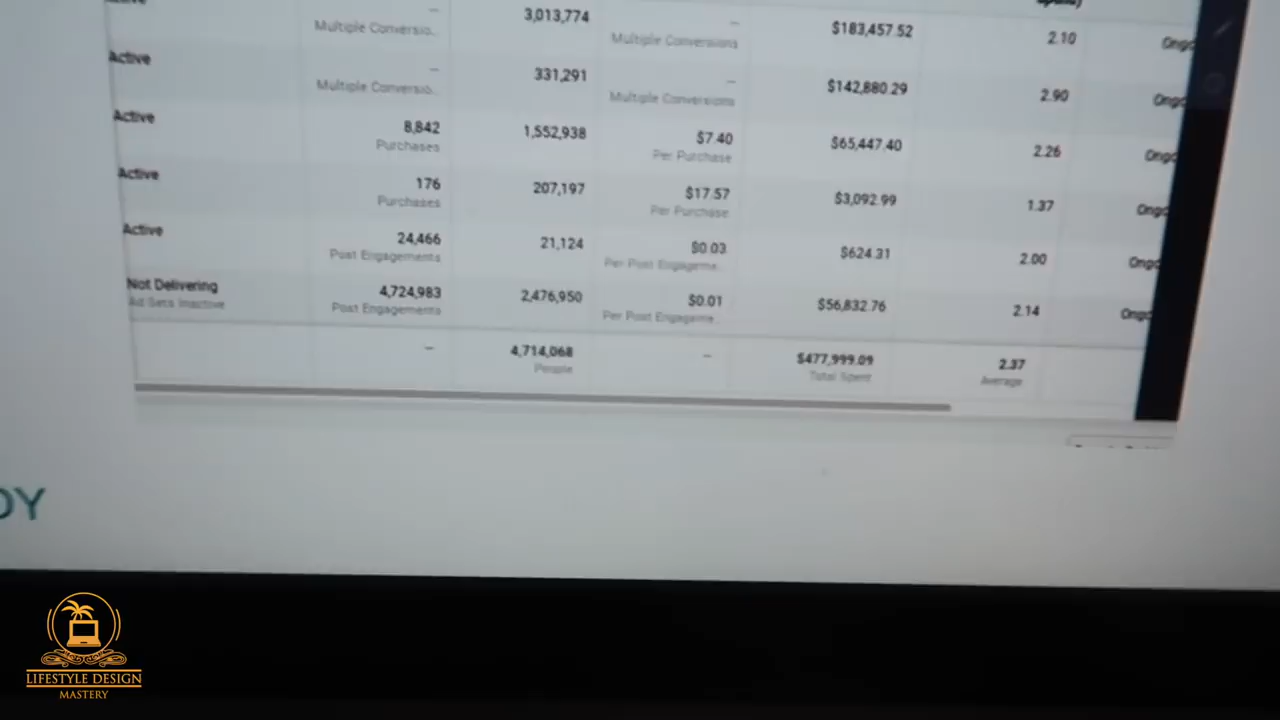 3,013,774 $183,457.52 2.10
Multiple Conversio.. Multiple Conversions
Active 331,291 $142,880.29 2.90
Multiple Conversio.. Multiple Conversions
Active 8,842 1,552,938 $7.40 $65,447.40 2.26
Purchases Per Purchase
Active 176 207,197 $17.57 $3,092.99 1.37
Purchases Per Purchase
Active 24,466 21,124 $0.03 $624.31 2.00
Post Engagements Per Post Engageme..
Not Delivering 4,724,983 2,476,950 $0.01 $56,832.76 2.14
Ad Sets Inactive Post Engagements Per Post Engageme..
4,714,068 $477,999.09 2.37
People Total Spent Average
DY
LIFESTYLE DESIGN
MASTERY